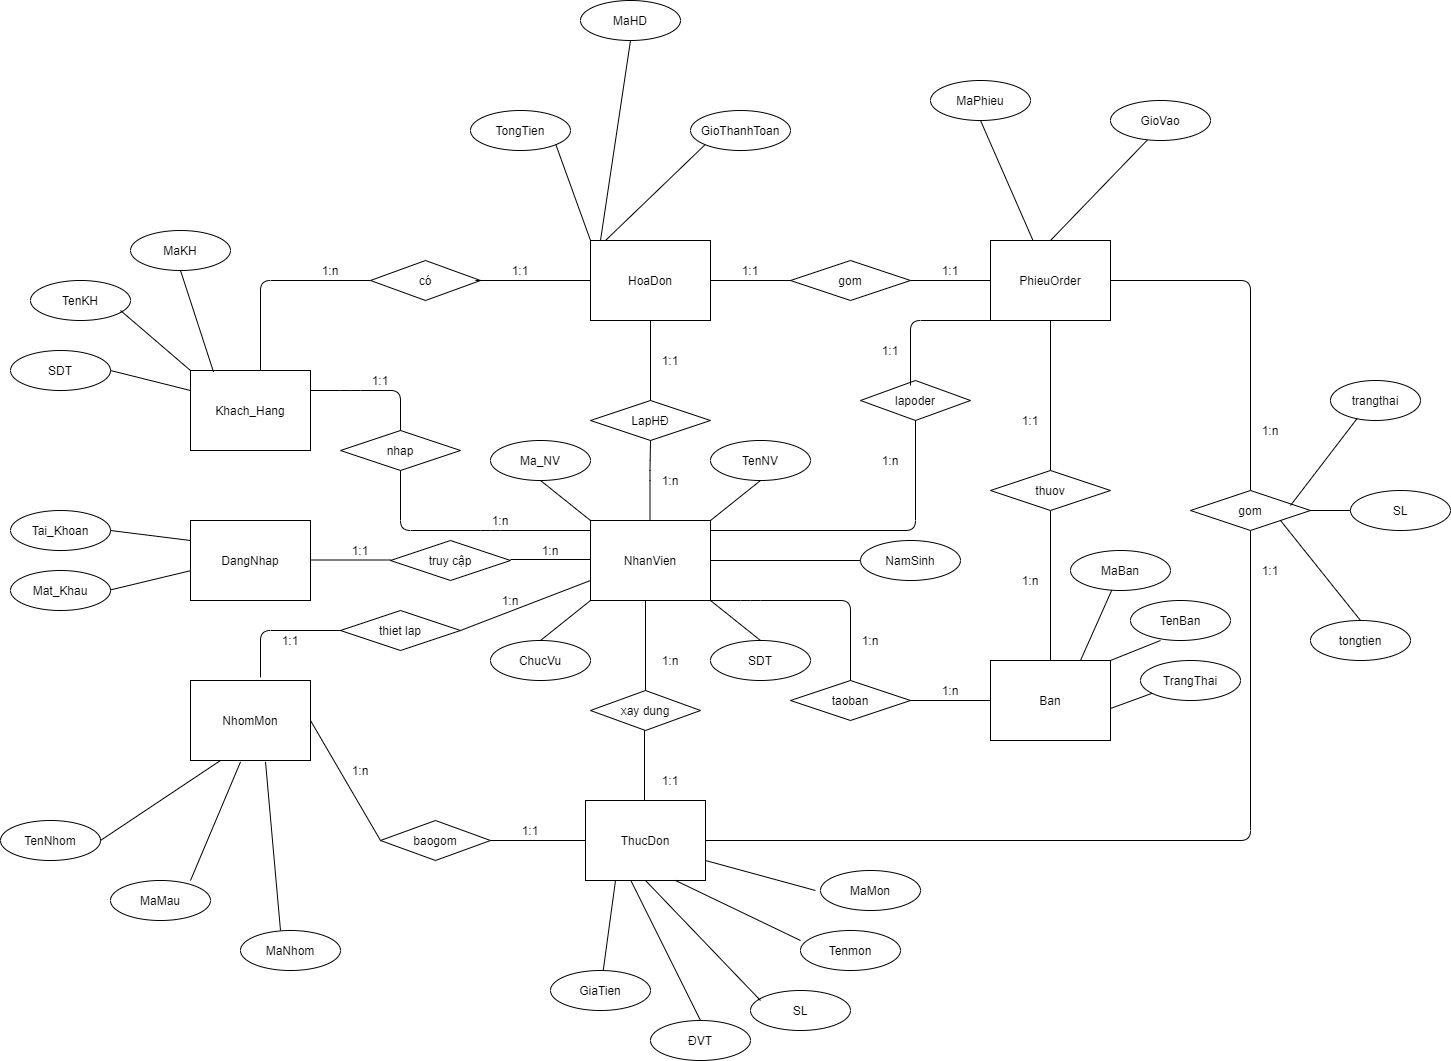 MaHD
MaPhieu
GioVao
TongTien
GioThanhToan
MaKH
TenKH
SDT
1:n
có
1:1
HoaDon
1:1
gom
1:1
PhieuOrder
Khach_Hang
1:1
1:1
1:1
nhap
LapHĐ
lapoder
1:1
1:n
trangthai
Ma_NV
TenNV
1:n
1:n
thuov
gom
SL
Tai_Khoan
Mat_Khau
DangNhap
1:1
truy cập
1:n
1:n
NhanVien
NamSinh
1:n
MaBan
1:1
TenBan
tongtien
thiet lap
1:n
1:1
ChucVu
SDT
1:n
1:n
TrangThai
NhomMon
xay dung
taoban
1:n
Ban
1:n
1:1
TenNhom
baogom
1:1
ThucDon
MaMau
MaMon
MaNhom
Tenmon
GiaTien
SL
ĐVT